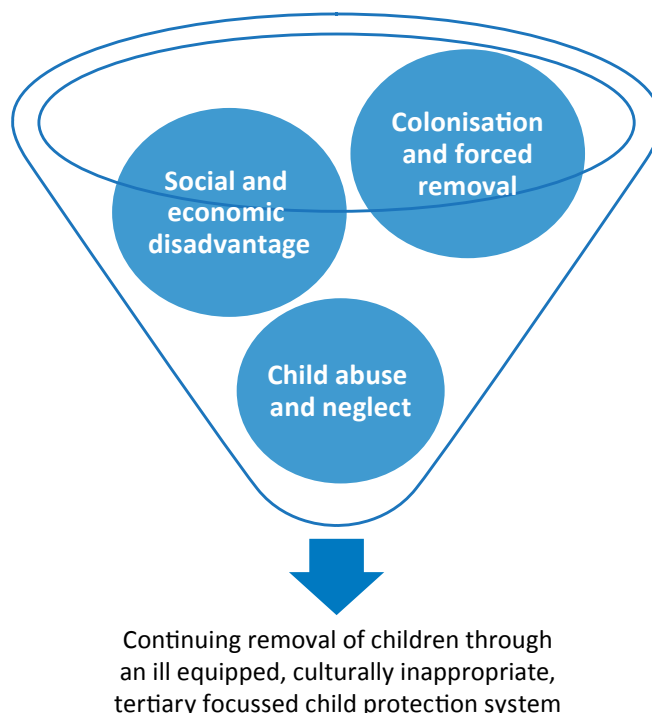 Colonisation
and forced
removal
Social and
economic
disadvantage
Child abuse
and neglect
Continuing removal of children through
an ill equipped, culturally inappropriate,
tertiary focussed child protection system